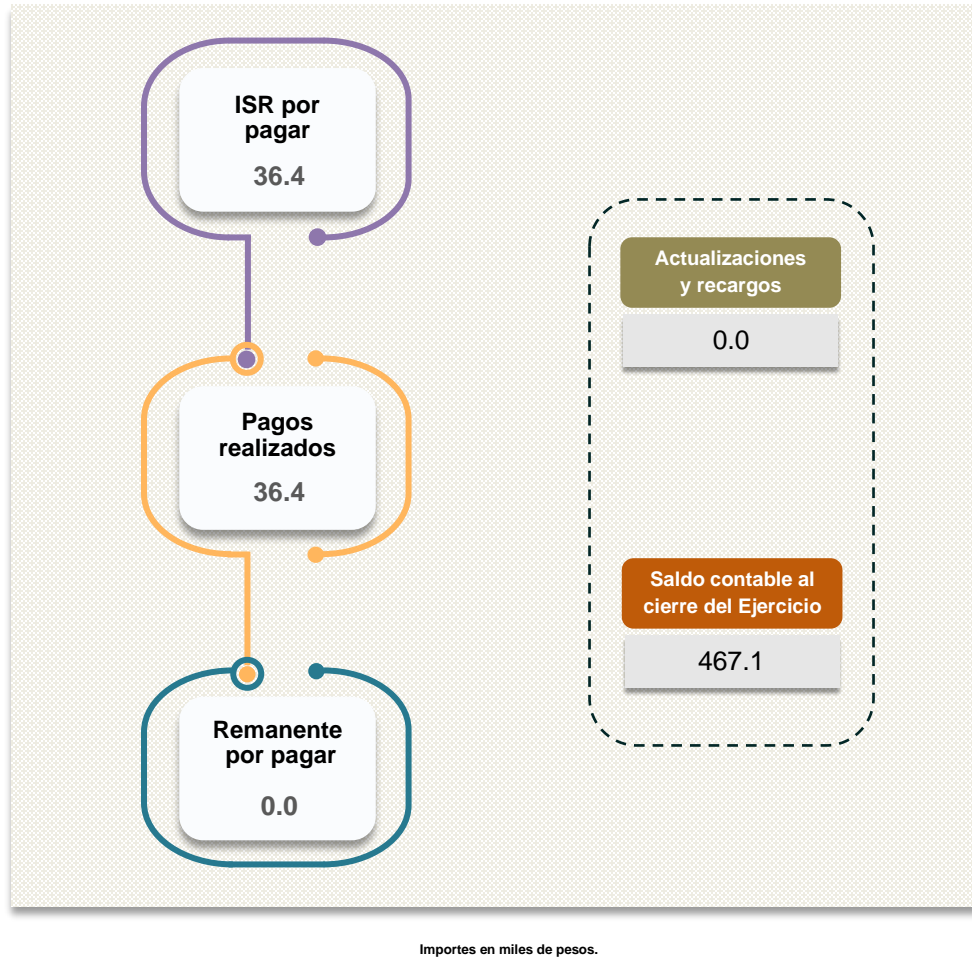 ISR por
pagar
36.4
Pagos
realizados
36.4
Remanente
por pagar
0.0
Actualizaciones
y recargos
0.0
Saldo contable al
cierre del Ejercicio
467.1
Importes en miles de pesos.